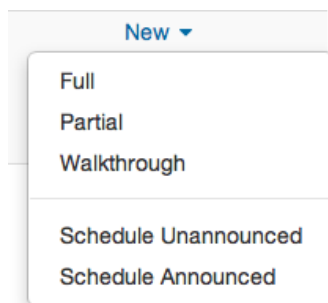 New
Full
Partial
Walkthrough
Schedule Unannounced
Schedule Announced